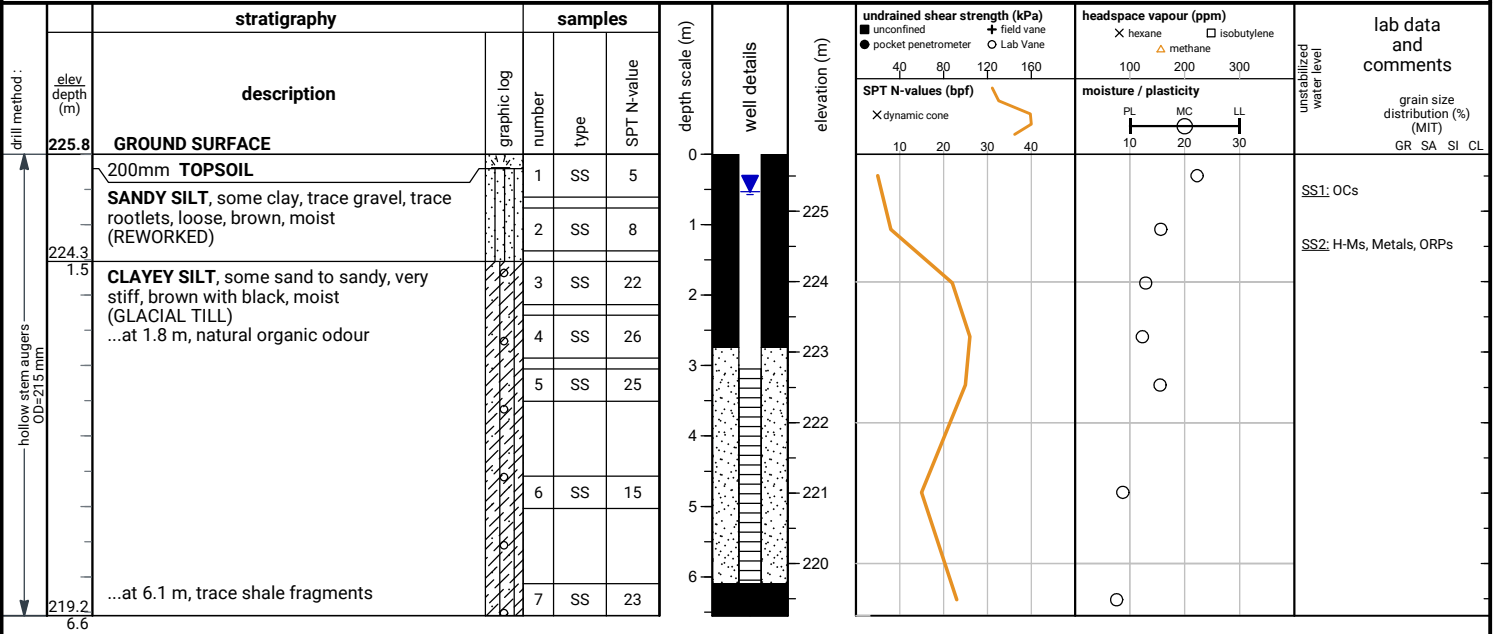 stratigraphy
samples
drill method :
elev
depth
(m)
description
graphic log
number
type
SPT N-value
depth scale (m)
well details
elevation (m)
undrained shear strength (kPa)
unconfined
field vane
pocket penetrometer
Lab Vane
40 80 120 160
SPT N-Values (bpf)
dynamic cone
10 20 30 40
headspace vapour (ppm)
hexane
isobutylene
methane
100 200 300
moisture / plasticity
PL MC LL
10 20 30
unstabilized
water level
lab data
and
comments
grain size
distribution (%)
(MIT)
GR SA SI CL
225.8 GROUND SURFACE
200mm TOPSOIL
SANDY SILT, some clay, trace gravel, trace
rootlets, loose, brown, moist
(REWORKED)
224.3
1.5
CLAYEY SILT, some sand to sandy, very
stiff, brown with black, moist
(GLACIAL TILL)
...at 1.8 m, natural organic odour
...at 6.1 m, trace shale fragments
219.2
6.6
hollow stem augers
OD=215 mm
1 SS 5
2 SS 8
3 SS 22
4 SS 26
5 SS 25
6 SS 15
7 SS 23
0
1
2
3
4
5
6
225
224
223
222
221
220
SS1: OCs
SS2: H-Ms, Metals, ORPs